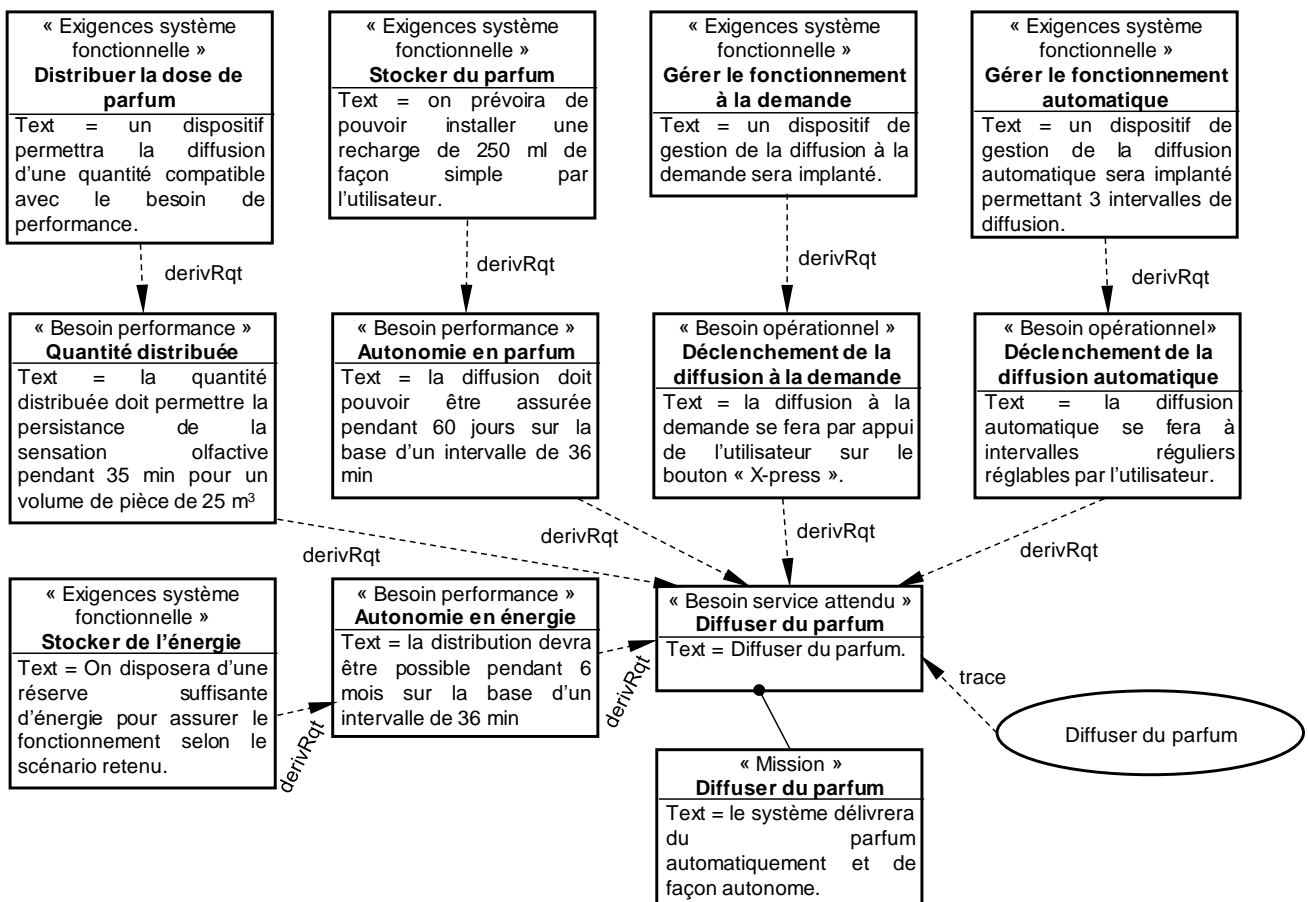 « Exigences système
fonctionnelle »
Distribuer la dose de
parfum
Text = un dispositif
permettra la diffusion
d'une quantité compatible
avec le besoin de
performance.
« Exigences système
fonctionnelle »
Stocker du parfum
Text = on prévoira de
pouvoir installer une
recharge de 250 ml de
façon simple par
l'utilisateur.
« Exigences système
fonctionnelle »
Gérer le fonctionnement
à la demande
Text = un dispositif de
gestion de la diffusion à la
demande sera implanté.
« Exigences système
fonctionnelle »
Gérer le fonctionnement
automatique
Text = un dispositif de
gestion de la diffusion
automatique sera implanté
permettant 3 intervalles de
diffusion.
derivRqt
derivRqt
derivRqt
derivRqt
« Besoin performance »
Quantité distribuée
Text = la quantité
distribuée doit permettre la
persistance de la
sensation olfactive
pendant 35 min pour un
volume de pièce de 25 m³
« Besoin performance »
Autonomie en parfum
Text = la diffusion doit
pouvoir être assurée
pendant 60 jours sur la
base d'un intervalle de 36
min
« Besoin opérationnel »
Déclenchement de la
diffusion à la demande
Text = la diffusion à la
demande se fera par appui
de l'utilisateur sur le
bouton « X-press ».
« Besoin opérationnel»
Déclenchement de la
diffusion automatique
Text = la diffusion
automatique se fera à
intervalles réguliers
réglables par l'utilisateur.
derivRqt
derivRqt
derivRqt
derivRqt
« Exigences système
fonctionnelle »
Stocker de l'énergie
Text = On disposera d'une
réserve suffisante
d'énergie pour assurer le
fonctionnement selon le
scénario retenu.
derivRqt
« Besoin performance »
Autonomie en énergie
Text = la distribution devra
être possible pendant 6
mois sur la base d'un
intervalle de 36 min
derivRqt
« Besoin service attendu »
Diffuser du parfum
Text = Diffuser du parfum.
trace
Diffuser du parfum
« Mission »
Diffuser du parfum
Text = le système délivrera
du parfum
automatiquement et de
façon autonome.